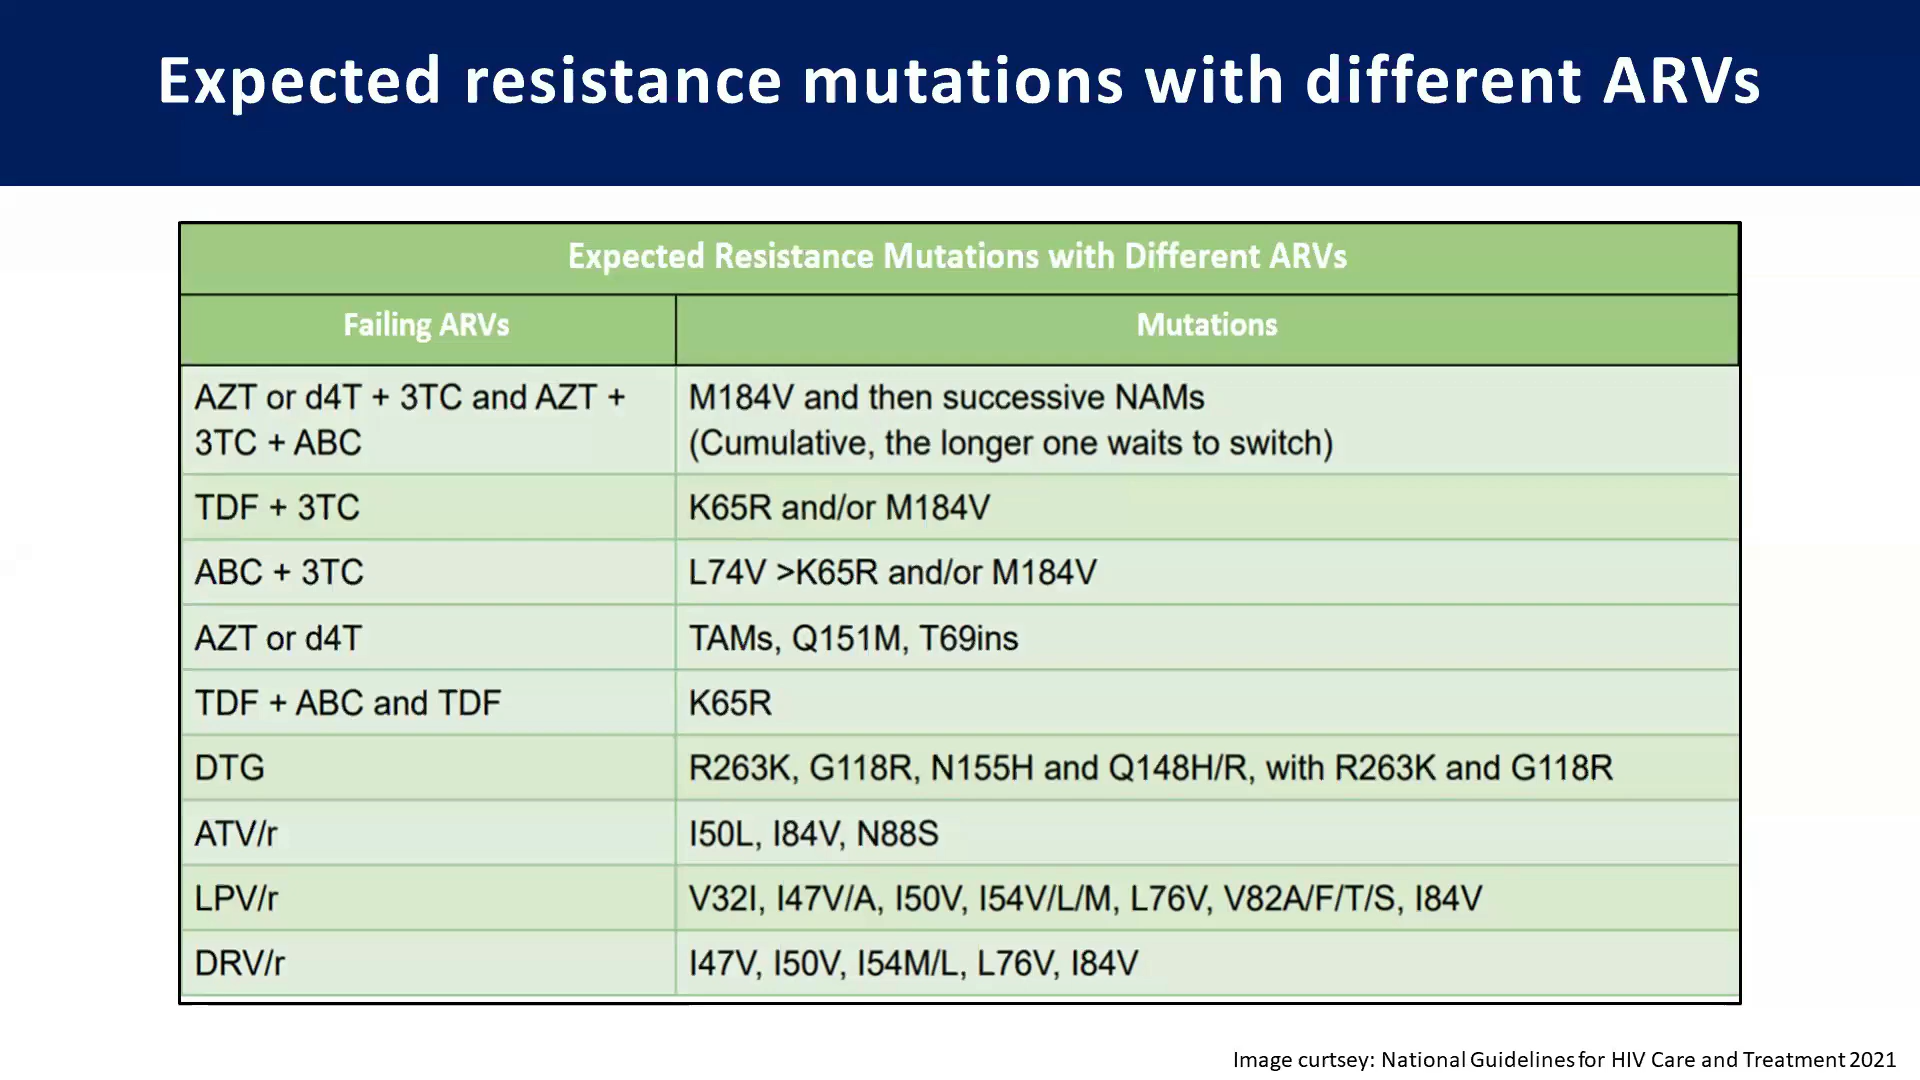 Expected resistance mutations with different ARVs
Expected Resistance Mutations with Different ARVs
Failing ARVs
Mutations
AZT or d4T + 3TC and AZT +
3TC + ABC
M184V and then successive NAMs
(Cumulative, the longer one waits to switch)
TDF + 3TC
K65R and/or M184V
ABC + 3TC
L74V >K65R and/or M184V
AZT or d4T
TAMs, Q151M, T69ins
TDF + ABC and TDF
K65R
DTG
R263K, G118R, N155H and Q148H/R, with R263K and G118R
ATV/r
I50L, I84V, N88S
LPV/r
V32I, I47V/A, I50V, I54V/L/M, L76V, V82A/F/T/S, I84V
DRV/r
I47V, I50V, I54M/L, L76V, I84V
Image curtsey: National Guidelines for HIV Care and Treatment 2021